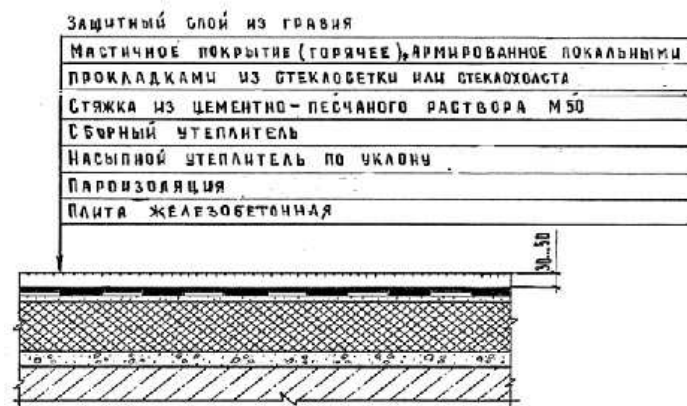 Защитный слой из гравия
Мастичное покрытие (горячее), армированное локальными
прокладками из стеклосетки или стеклохолста
Стяжка из цементно-песчаного раствора М50
Сборный утеплитель
Насыпной утеплитель по уклону
Пароизоляция
Плита железобетонная
30...50